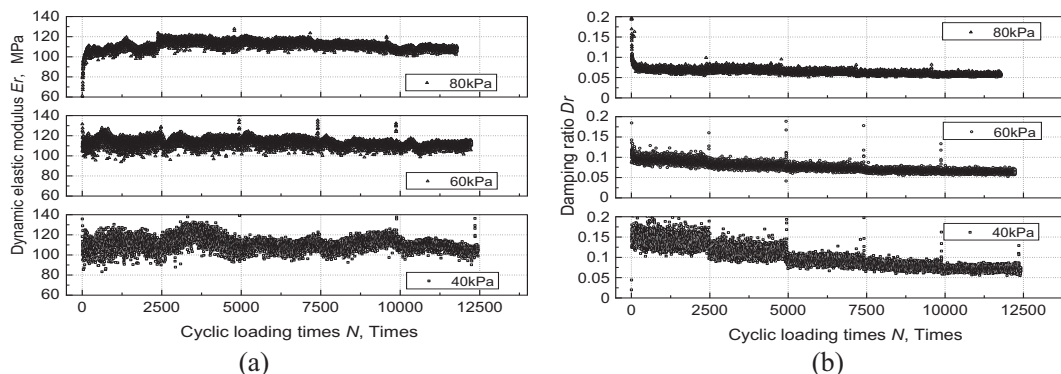 Dynamic elastic modulus Er, MPa
140
120
100
80
60
80kPa
140
120
100
80
60
60kPa
140
120
100
80
60
40kPa
0 2500 5000 7500 10000 12500
Cyclic loading times N, Times
(a)
Damping ratio Dr
0.2
0.15
0.1
0.05
0
80kPa
0.2
0.15
0.1
0.05
0
60kPa
0.2
0.15
0.1
0.05
0
40kPa
0 2500 5000 7500 10000 12500
Cyclic loading times N, Times
(b)